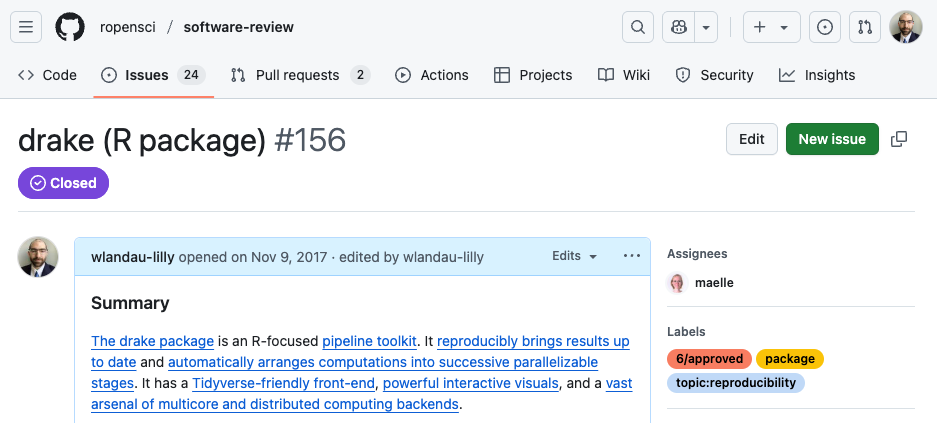 ropensci / software-review
Code Issues 24 Pull requests 2 Actions Projects Wiki Security Insights
drake (R package) #156
Edit New issue
Closed
wlandau-lilly opened on Nov 9, 2017 · edited by wlandau-lilly Edits
Summary
The drake package is an R-focused pipeline toolkit. It reproducibly brings results up
to date and automatically arranges computations into successive parallelizable
stages. It has a Tidyverse-friendly front-end, powerful interactive visuals, and a vast
arsenal of multicore and distributed computing backends.
Assignees
maelle
Labels
6/approved package
topic:reproducibility